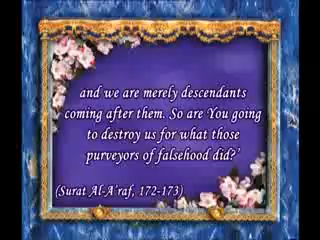 and we are merely descendants
coming after them. So are You going
to destroy us for what those
purveyors of falsehood did?’
(Surat Al-A‘raf, 172-173)